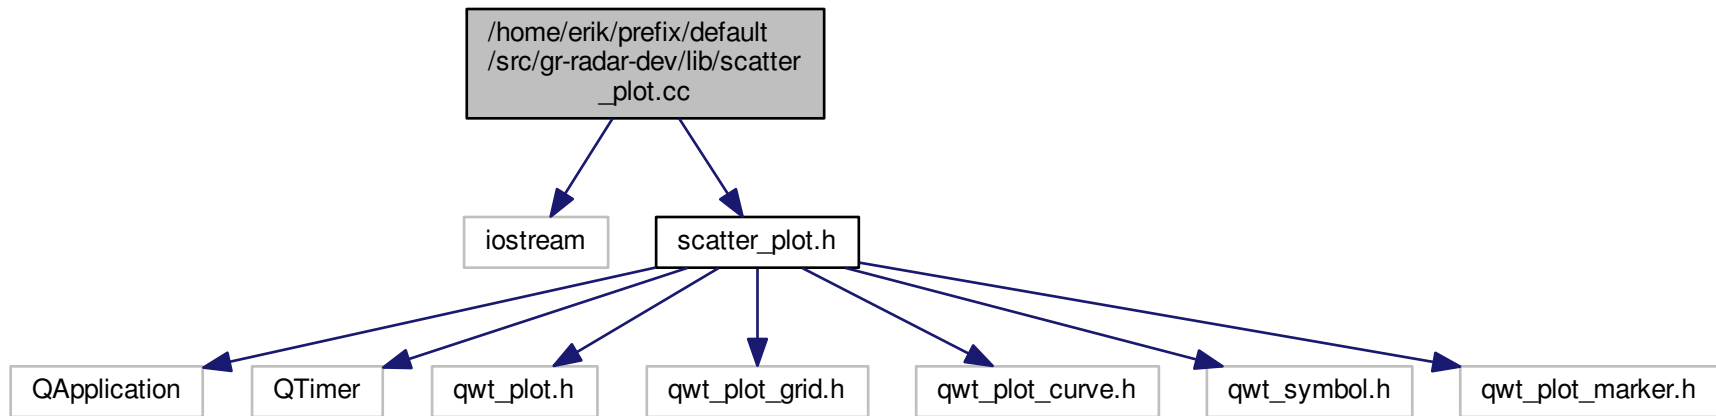 /home/erik/prefix/default
/src/gr-radar-dev/lib/scatter
_plot.cc
iostream
scatter_plot.h
QApplication
QTimer
qwt_plot.h
qwt_plot_grid.h
qwt_plot_curve.h
qwt_symbol.h
qwt_plot_marker.h